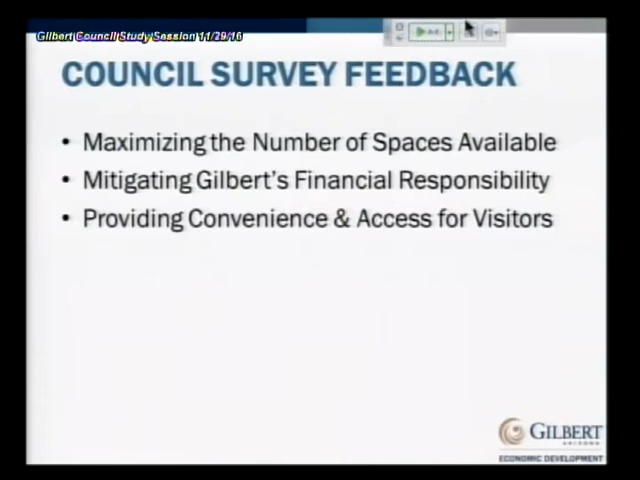 Gilbert Council Study Session 11/29/16
COUNCIL SURVEY FEEDBACK
• Maximizing the Number of Spaces Available
• Mitigating Gilbert's Financial Responsibility
• Providing Convenience & Access for Visitors
GILBERT
ARIZONA
ECONOMIC DEVELOPMENT